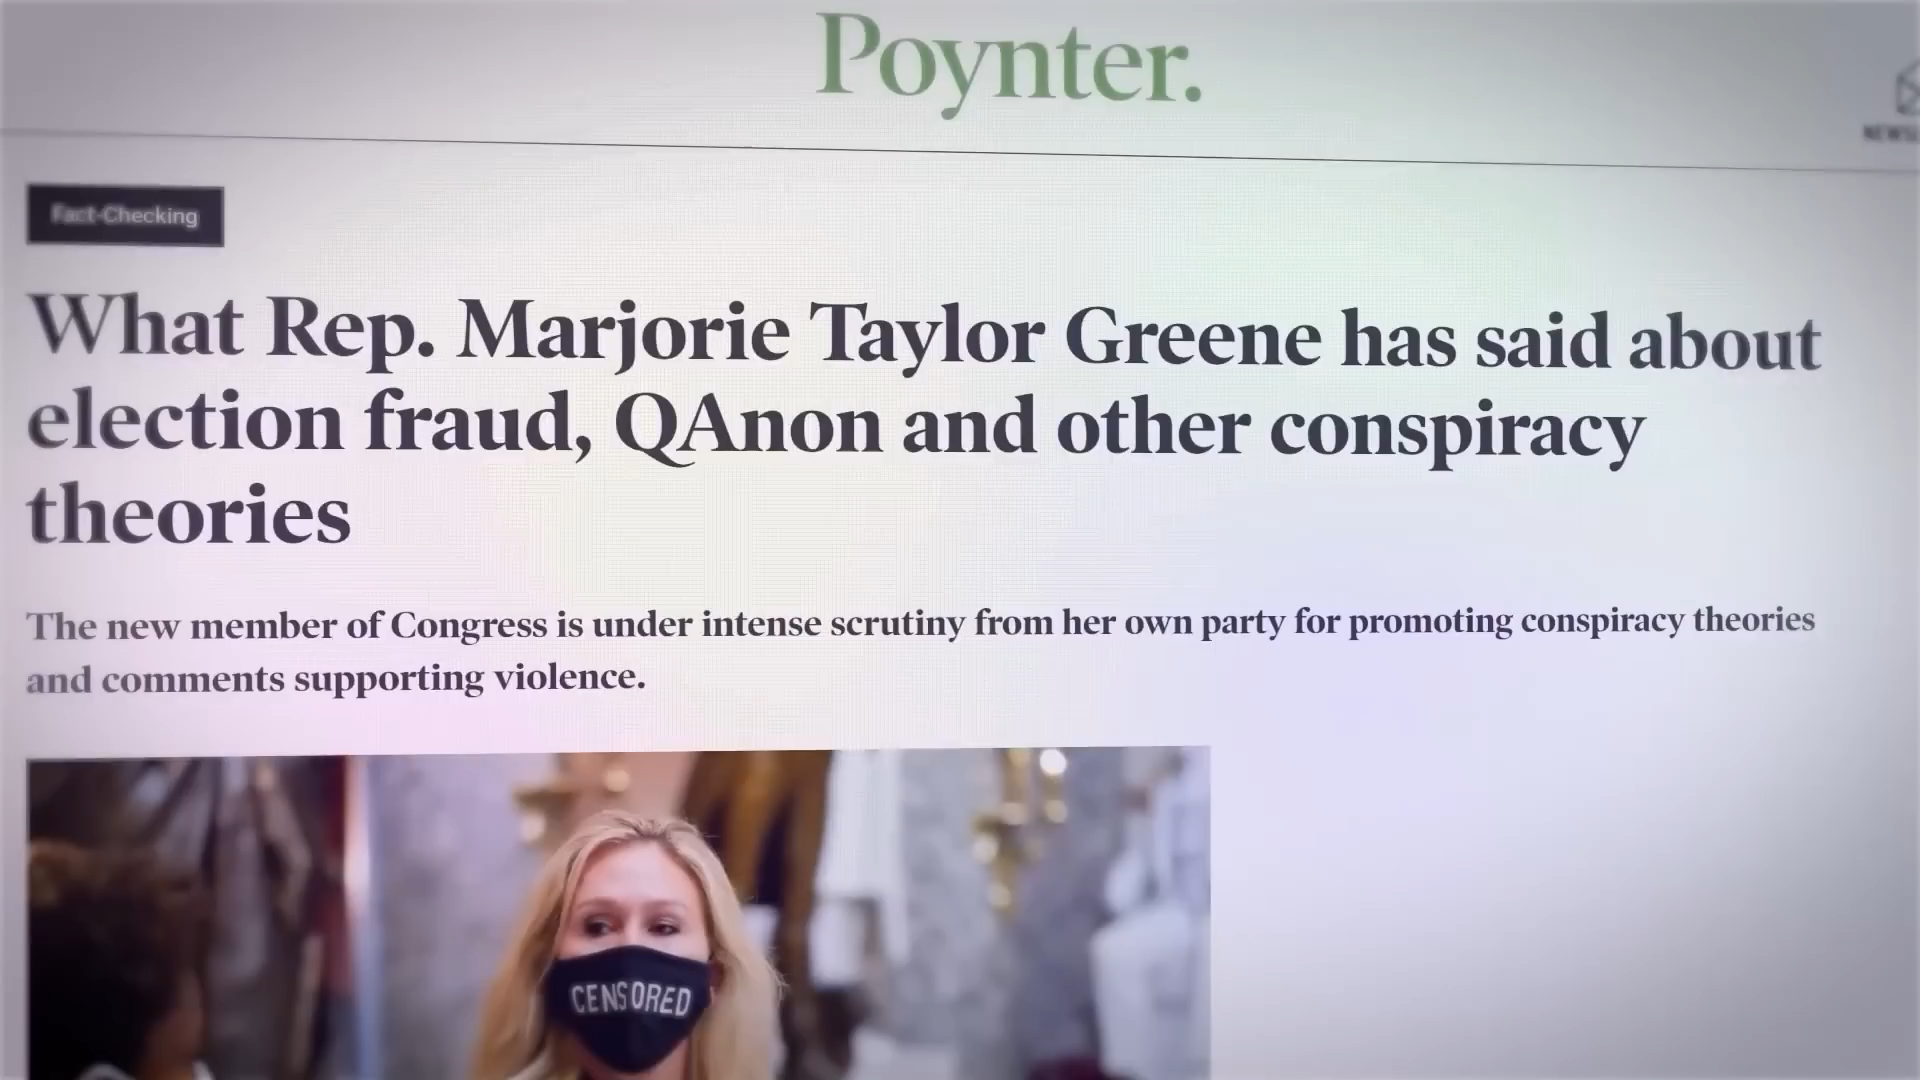 Poynter.
Fact-Checking
What Rep. Marjorie Taylor Greene has said about
election fraud, QAnon and other conspiracy
theories
The new member of Congress is under intense scrutiny from her own party for promoting conspiracy theories
and comments supporting violence.
CENSORED